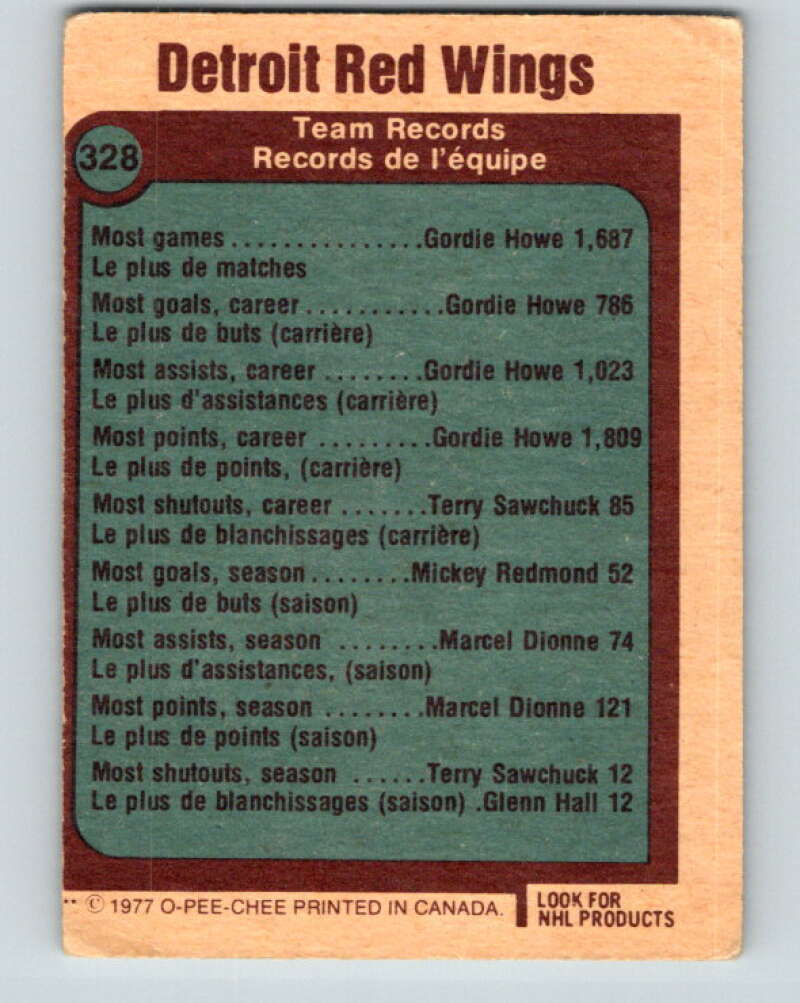 Detroit Red Wings
Team Records
328
Records de l'équipe
Most games ...............Gordie Howe 1,687
Le plus de matches
Most goals, career...........Gordie Howe 786
Le plus de buts (carrière)
Most assists, career ........Gordie Howe 1,023
Le plus d'assistances (carrière)
Most points, career .........Gordie Howe 1,809
Le plus de points, (carrière)
Most shutouts, career .......Terry Sawchuck 85
Le plus de blanchissages (carrière)
Most goals, season........Mickey Redmond 52
Le plus de buts (saison)
Most assists, season ........Marcel Dionne 74
Le plus d'assistances, (saison)
Most points, season ........Marcel Dionne 121
Le plus de points (saison)
Most shutouts, season ......Terry Sawchuck 12
Le plus de blanchissages (saison) .Glenn Hall 12
** © 1977 O-PEE-CHEE PRINTED IN CANADA.
LOOK FOR
NHL PRODUCTS